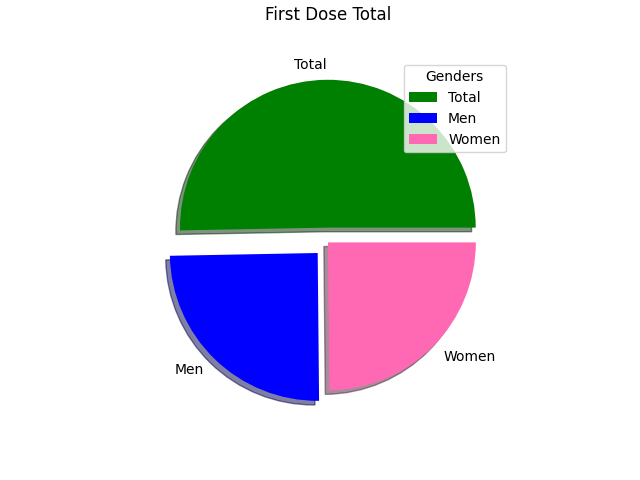 First Dose Total
Total
Genders
Total
Men
Women
Men
Women